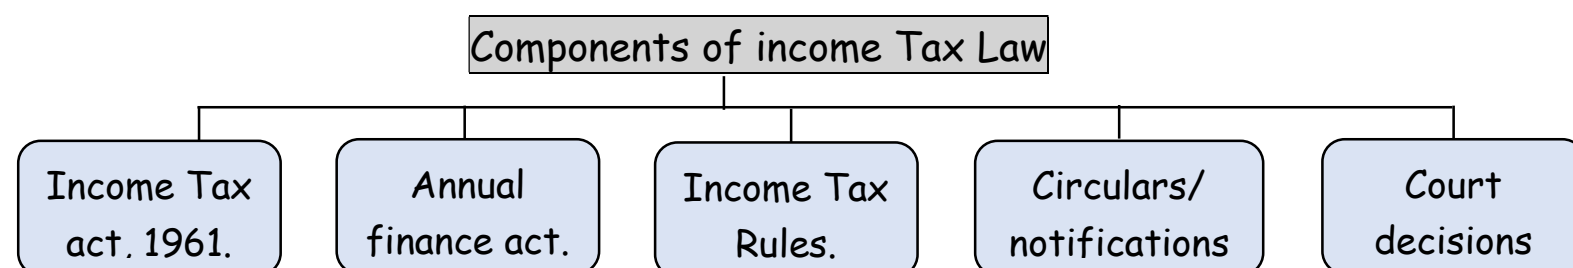 Components of income Tax Law
Income Tax
act, 1961.
Annual
finance act.
Income Tax
Rules.
Circulars/
notifications
Court
decisions